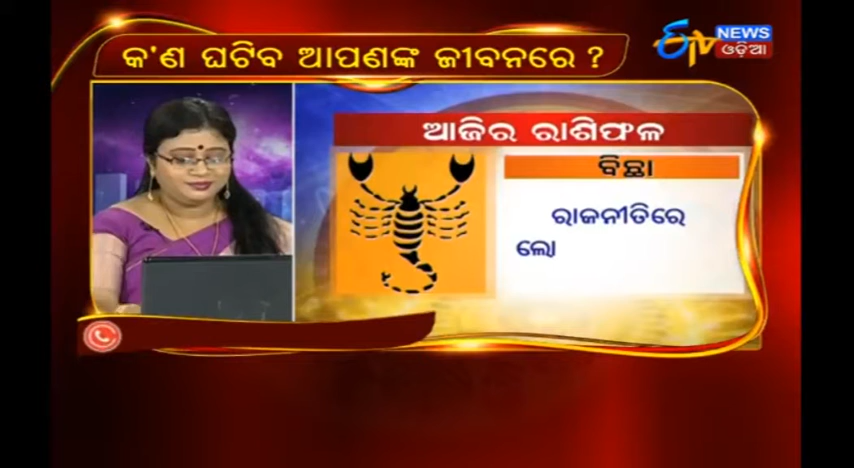 କ'ଣ ଘଟିବ ଆପଣଙ୍କ ଜୀବନରେ ?
ETV NEWS
ଓଡ଼ିଆ
ଆଜିର ରାଶିଫଳ
ବିଛା
ରାଜନୀତିରେ
ଲୋ